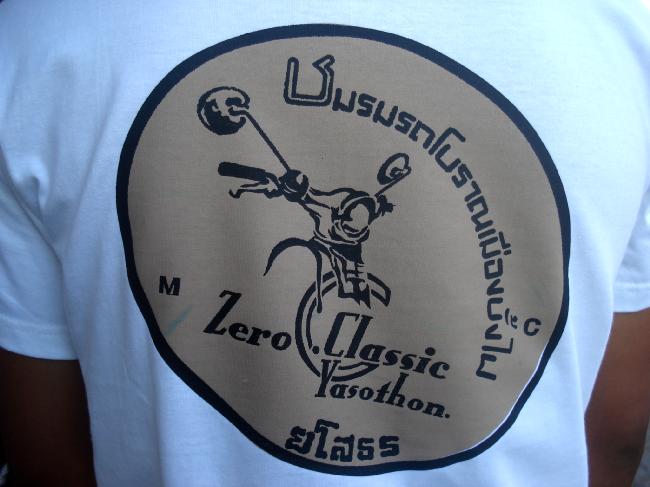 ชมรมรถโบราณเมืองบั้งไฟ
M C
Zero .Classic
Yasothon.
ยโสธร